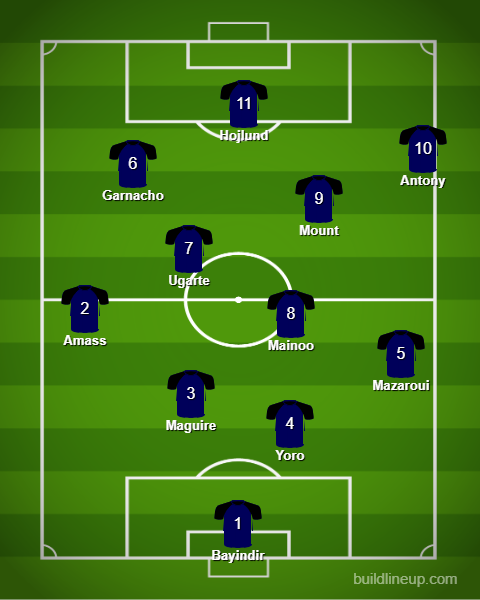 11
Hojlund
10
Antony
6
Garnacho
9
Mount
7
Ugarte
2
Amass
8
Mainoo
5
Mazaroui
3
Maguire
4
Yoro
1
Bayindir
buildlineup.com